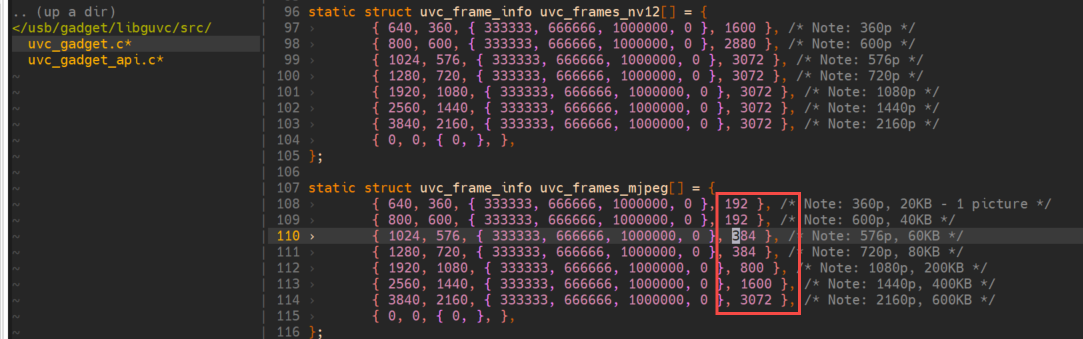 .. (up a dir)
</usb/gadget/libguvc/src/
uvc_gadget.c*
uvc_gadget_api.c*
~
~
~
~
~
~
~
~
~
~
~
~
~
96 static struct uvc_frame_info uvc_frames_nv12[] = {
97 › { 640, 360, { 333333, 666666, 1000000, 0 }, 1600 }, /* Note: 360p */
98 › { 800, 600, { 333333, 666666, 1000000, 0 }, 2880 }, /* Note: 600p */
99 › { 1024, 576, { 333333, 666666, 1000000, 0 }, 3072 }, /* Note: 576p */
100 › { 1280, 720, { 333333, 666666, 1000000, 0 }, 3072 }, /* Note: 720p */
101 › { 1920, 1080, { 333333, 666666, 1000000, 0 }, 3072 }, /* Note: 1080p */
102 › { 2560, 1440, { 333333, 666666, 1000000, 0 }, 3072 }, /* Note: 1440p */
103 › { 3840, 2160, { 333333, 666666, 1000000, 0 }, 3072 }, /* Note: 2160p */
104 › { 0, 0, { 0, }, },
105 };
106
107 static struct uvc_frame_info uvc_frames_mjpeg[] = {
108 › { 640, 360, { 333333, 666666, 1000000, 0 }, 192 }, /* Note: 360p, 20KB - 1 picture */
109 › { 800, 600, { 333333, 666666, 1000000, 0 }, 192 }, /* Note: 600p, 40KB */
110 › { 1024, 576, { 333333, 666666, 1000000, 0 }, 384 }, /* Note: 576p, 60KB */
111 › { 1280, 720, { 333333, 666666, 1000000, 0 }, 384 }, /* Note: 720p, 80KB */
112 › { 1920, 1080, { 333333, 666666, 1000000, 0 }, 800 }, /* Note: 1080p, 200KB */
113 › { 2560, 1440, { 333333, 666666, 1000000, 0 }, 1600 }, /* Note: 1440p, 400KB */
114 › { 3840, 2160, { 333333, 666666, 1000000, 0 }, 3072 }, /* Note: 2160p, 600KB */
115 › { 0, 0, { 0, }, },
116 };